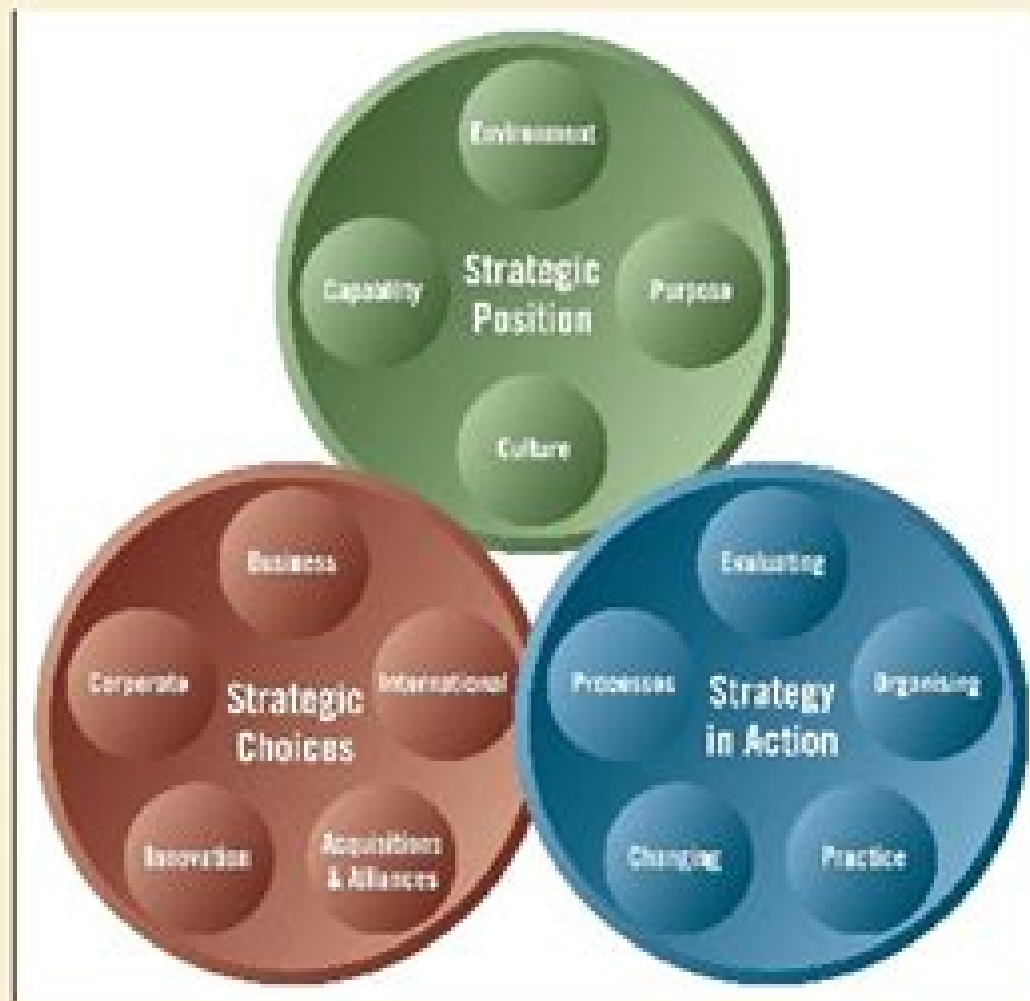 Environment
Capability
Strategic
Position
Purpose
Culture
Business
Corporate
Strategic
Choices
International
Innovation
Acquisitions
& Alliances
Evaluating
Processes
Strategy
in Action
Organising
Changing
Practice